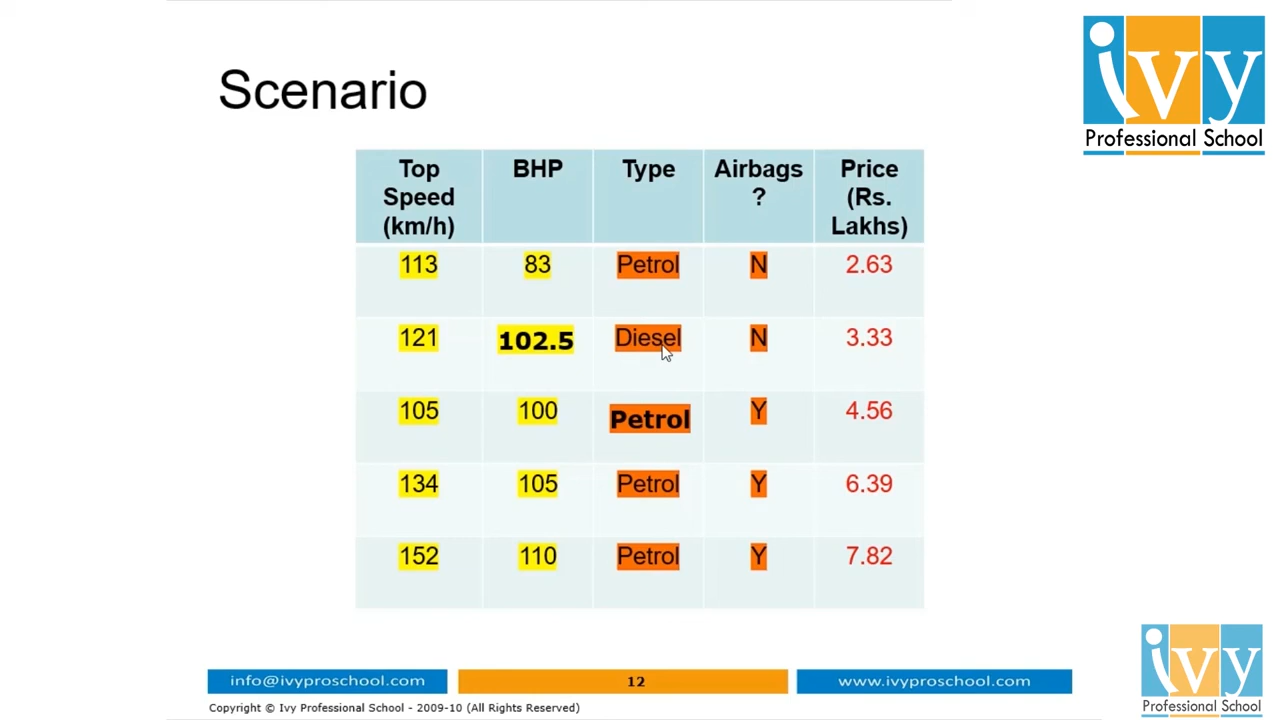 ivy
Professional School
Scenario
Top Speed (km/h) BHP Type Airbags ? Price (Rs. Lakhs)
113 83 Petrol N 2.63
121 102.5 Diesel N 3.33
105 100 Petrol Y 4.56
134 105 Petrol Y 6.39
152 110 Petrol Y 7.82
info@ivyproschool.com 12 www.ivyproschool.com
Copyright © Ivy Professional School - 2009-10 (All Rights Reserved)
ivy
Professional School